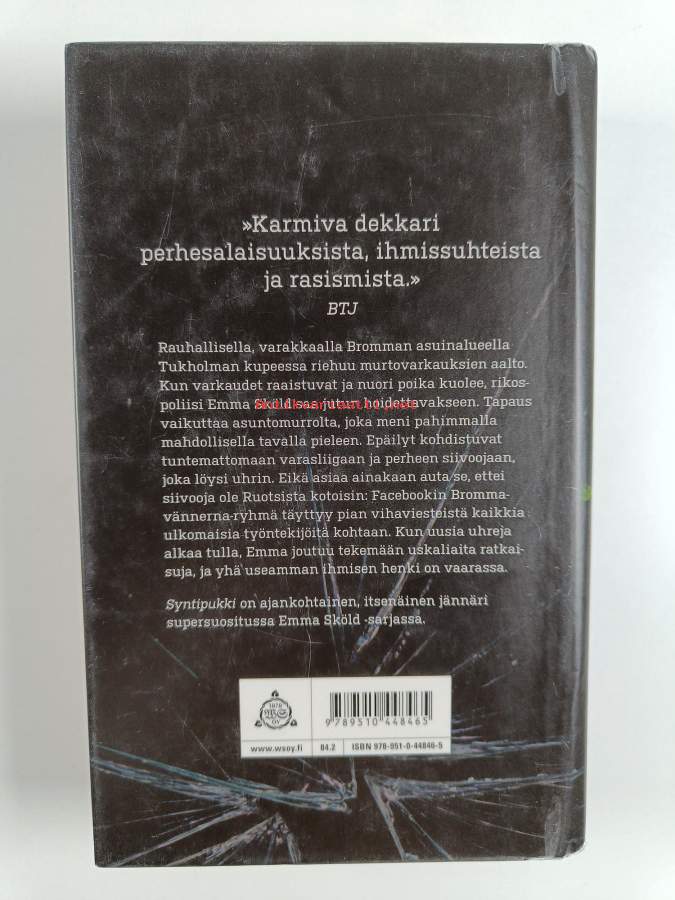 »Karmiva dekkari
perhesalaisuuksista, ihmissuhteista
ja rasismista.»
BTJ
Rauhallisella, varakkaalla Bromman asuinalueella
Tukholman kupeessa riehuu murtovarkauksien aalto.
Kun varkaudet raaistuvat ja nuori poika kuolee, rikos-
poliisi Emma Sköld saa jutun hoidettavakseen. Tapaus
vaikuttaa asuntomurrolta, joka meni pahimmalla
mahdollisella tavalla pieleen. Epäilyt kohdistuvat
tuntemattomaan varasliigaan ja perheen siivoojaan,
joka löysi uhrin. Eikä asiaa ainakaan auta se, ettei
siivooja ole Ruotsista kotoisin: Facebookin Bromma-
vännerna-ryhmä täyttyy pian vihaviesteistä kaikkia
ulkomaisia työntekijöitä kohtaan. Kun uusia uhreja
alkaa tulla, Emma joutuu tekemään uskaliaita ratkai-
suja, ja yhä useamman ihmisen henki on vaarassa.
Syntipukki on ajankohtainen, itsenäinen jännäri
supersuositussa Emma Sköld -sarjassa.
1878
WS
OY
9789510448465
www.wsoy.fi
84.2
ISBN 978-951-0-44846-5